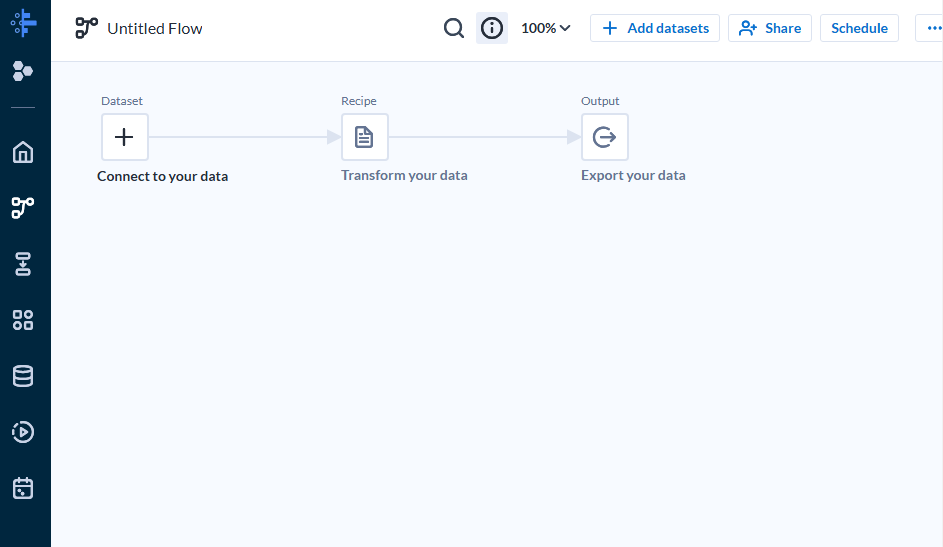 Untitled Flow
100%
Add datasets
Share
Schedule
Dataset
Recipe
Output
Connect to your data
Transform your data
Export your data